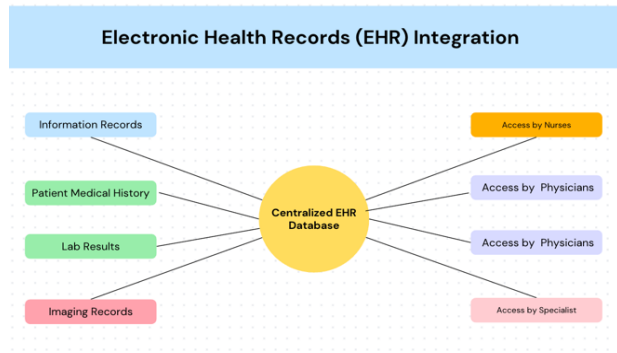 Electronic Health Records (EHR) Integration
Information Records
Patient Medical History
Lab Results
Imaging Records
Centralized EHR
Database
Access by Nurses
Access by Physicians
Access by Physicians
Access by Specialist